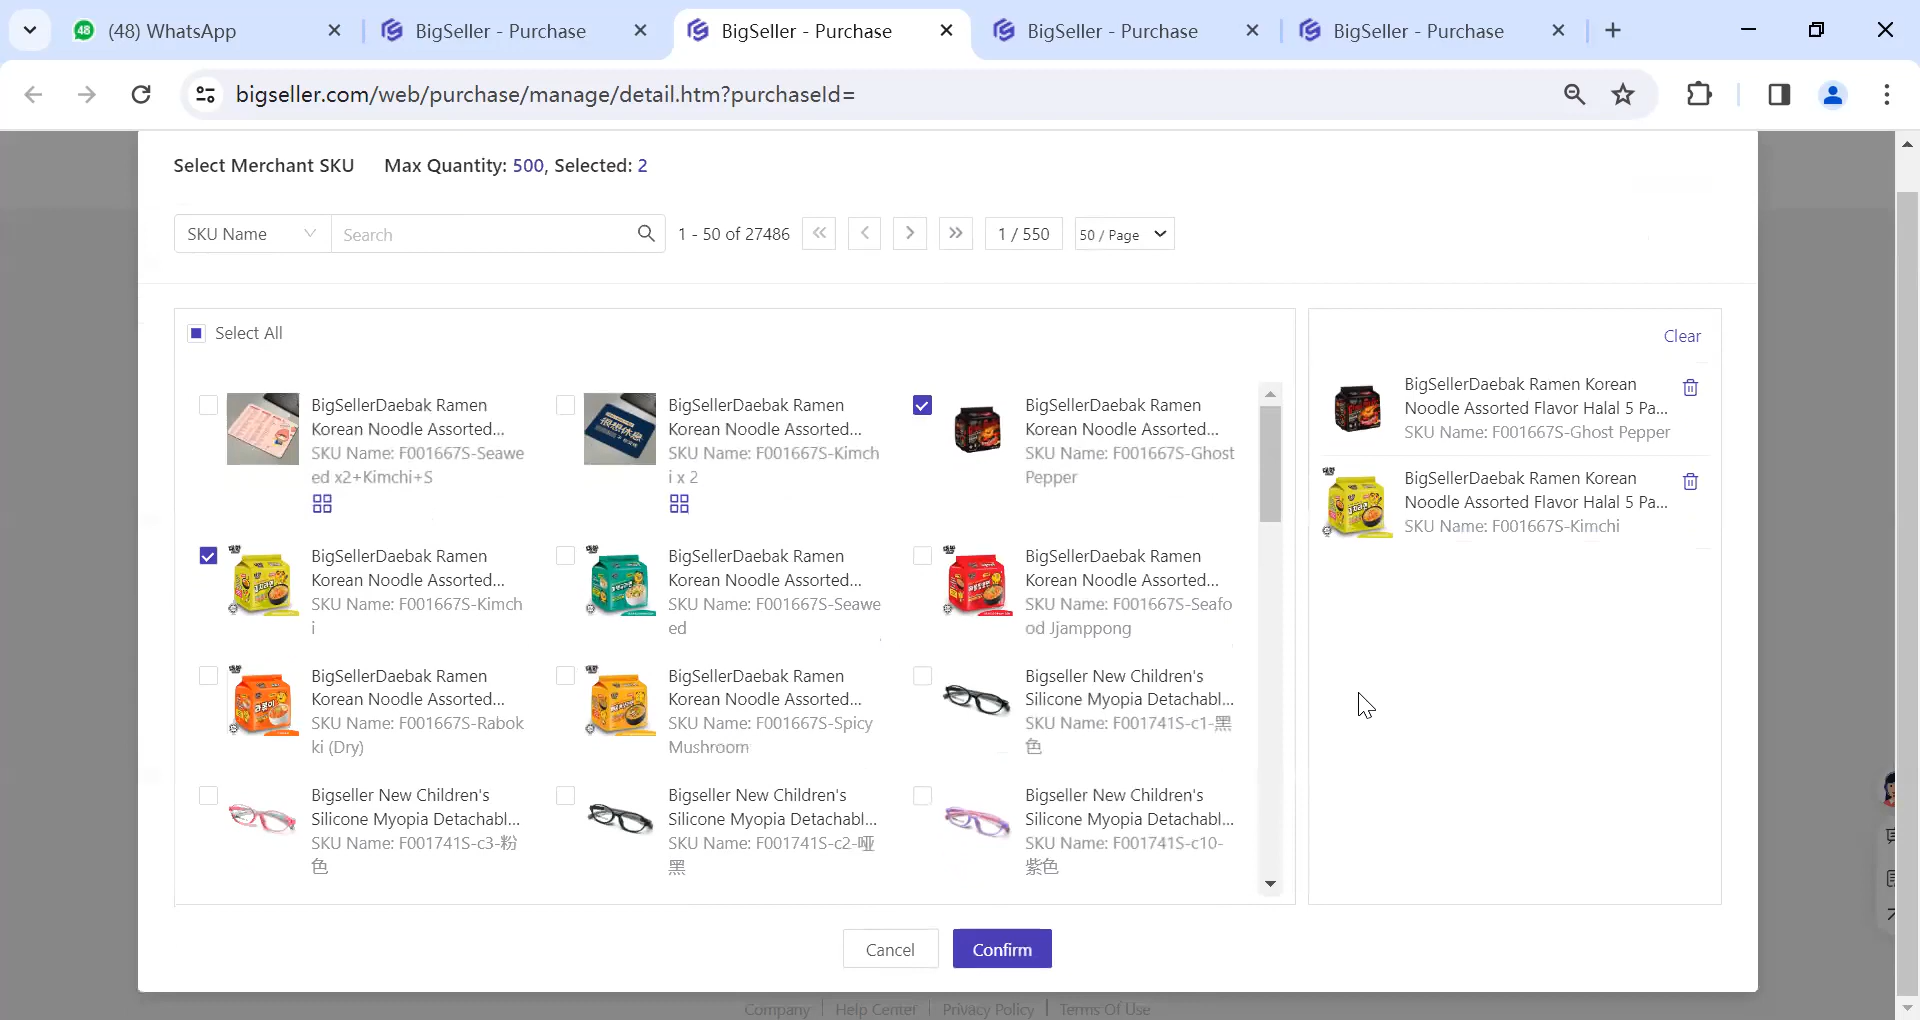 (48) WhatsApp
BigSeller - Purchase
BigSeller - Purchase
BigSeller - Purchase
BigSeller - Purchase
bigseller.com/web/purchase/manage/detail.htm?purchaseId=
Select Merchant SKU Max Quantity: 500, Selected: 2
SKU Name Search 1 - 50 of 27486 1 / 550 50 / Page
Select All
BigSellerDaebak Ramen
Korean Noodle Assorted...
SKU Name: F001667S-Seawe
ed x2+Kimchi+S
BigSellerDaebak Ramen
Korean Noodle Assorted...
SKU Name: F001667S-Kimch
i x 2
BigSellerDaebak Ramen
Korean Noodle Assorted...
SKU Name: F001667S-Ghost
Pepper
BigSellerDaebak Ramen
Korean Noodle Assorted...
SKU Name: F001667S-Kimch
i
BigSellerDaebak Ramen
Korean Noodle Assorted...
SKU Name: F001667S-Seawe
ed
BigSellerDaebak Ramen
Korean Noodle Assorted...
SKU Name: F001667S-Seafo
od Jjamppong
BigSellerDaebak Ramen
Korean Noodle Assorted...
SKU Name: F001667S-Rabok
ki (Dry)
BigSellerDaebak Ramen
Korean Noodle Assorted...
SKU Name: F001667S-Spicy
Mushroom
Bigseller New Children's
Silicone Myopia Detachabl...
SKU Name: F001741S-c1-黑
色
Bigseller New Children's
Silicone Myopia Detachabl...
SKU Name: F001741S-c3-粉
色
Bigseller New Children's
Silicone Myopia Detachabl...
SKU Name: F001741S-c2-哑
黑
Bigseller New Children's
Silicone Myopia Detachabl...
SKU Name: F001741S-c10-
紫色
Clear
BigSellerDaebak Ramen Korean
Noodle Assorted Flavor Halal 5 Pa...
SKU Name: F001667S-Ghost Pepper
BigSellerDaebak Ramen Korean
Noodle Assorted Flavor Halal 5 Pa...
SKU Name: F001667S-Kimchi
Cancel Confirm
Company Help Center Privacy Policy Terms Of Use